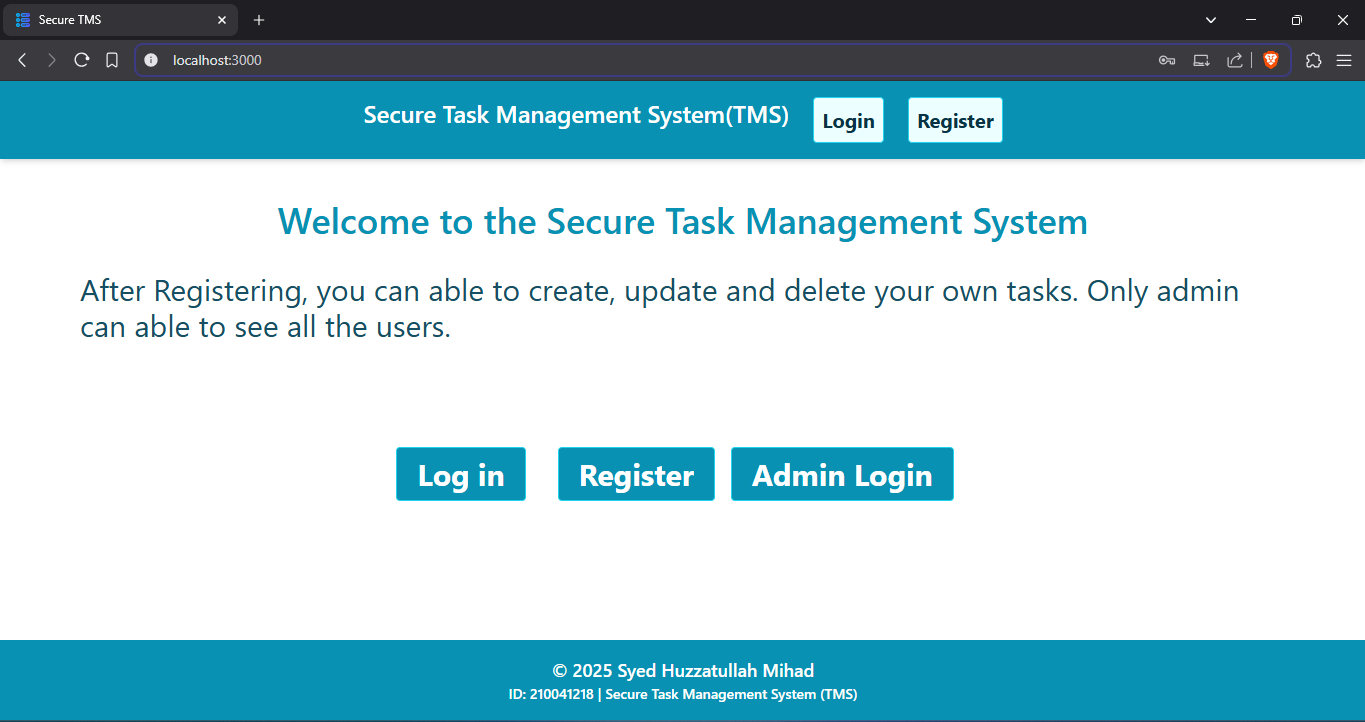 Secure TMS
localhost:3000
Secure Task Management System(TMS) Login Register
Welcome to the Secure Task Management System
After Registering, you can able to create, update and delete your own tasks. Only admin
can able to see all the users.
Log in Register Admin Login
© 2025 Syed Huzzatullah Mihad
ID: 210041218 | Secure Task Management System (TMS)